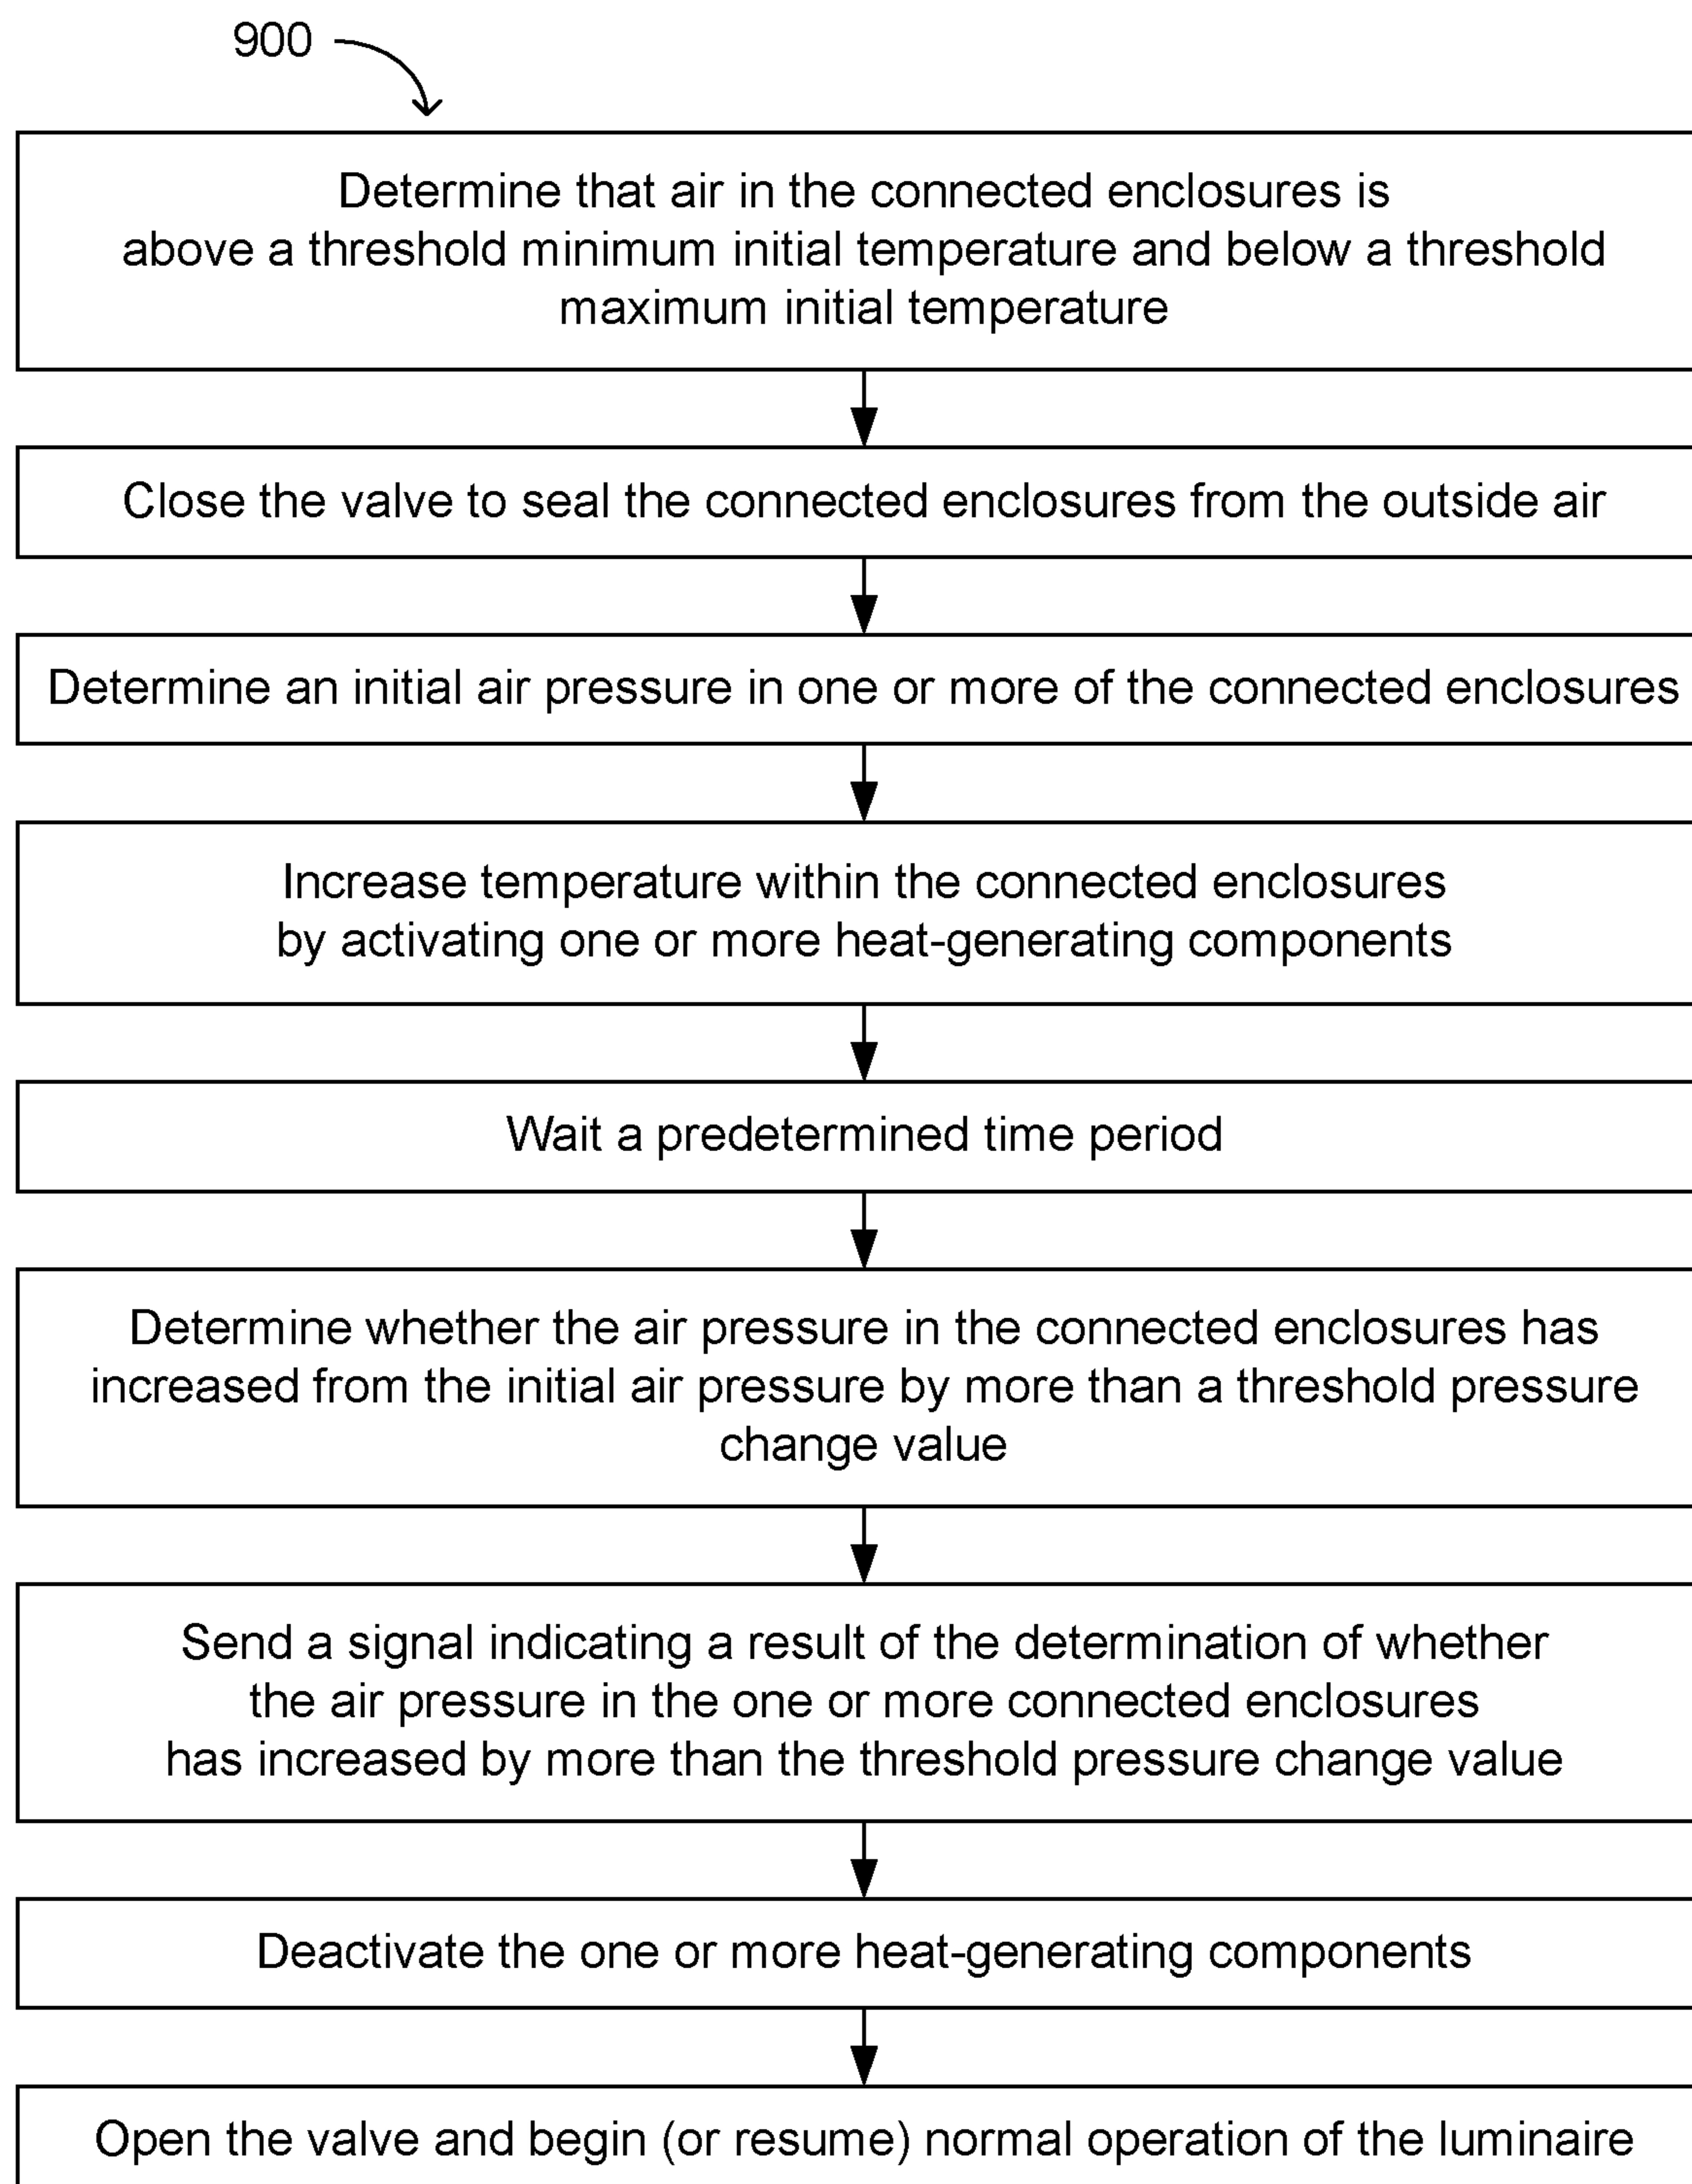 900
Determine that air in the connected enclosures is
above a threshold minimum initial temperature and below a threshold
maximum initial temperature
Close the valve to seal the connected enclosures from the outside air
Determine an initial air pressure in one or more of the connected enclosures
Increase temperature within the connected enclosures
by activating one or more heat-generating components
Wait a predetermined time period
Determine whether the air pressure in the connected enclosures has
increased from the initial air pressure by more than a threshold pressure
change value
Send a signal indicating a result of the determination of whether
the air pressure in the one or more connected enclosures
has increased by more than the threshold pressure change value
Deactivate the one or more heat-generating components
Open the valve and begin (or resume) normal operation of the luminaire